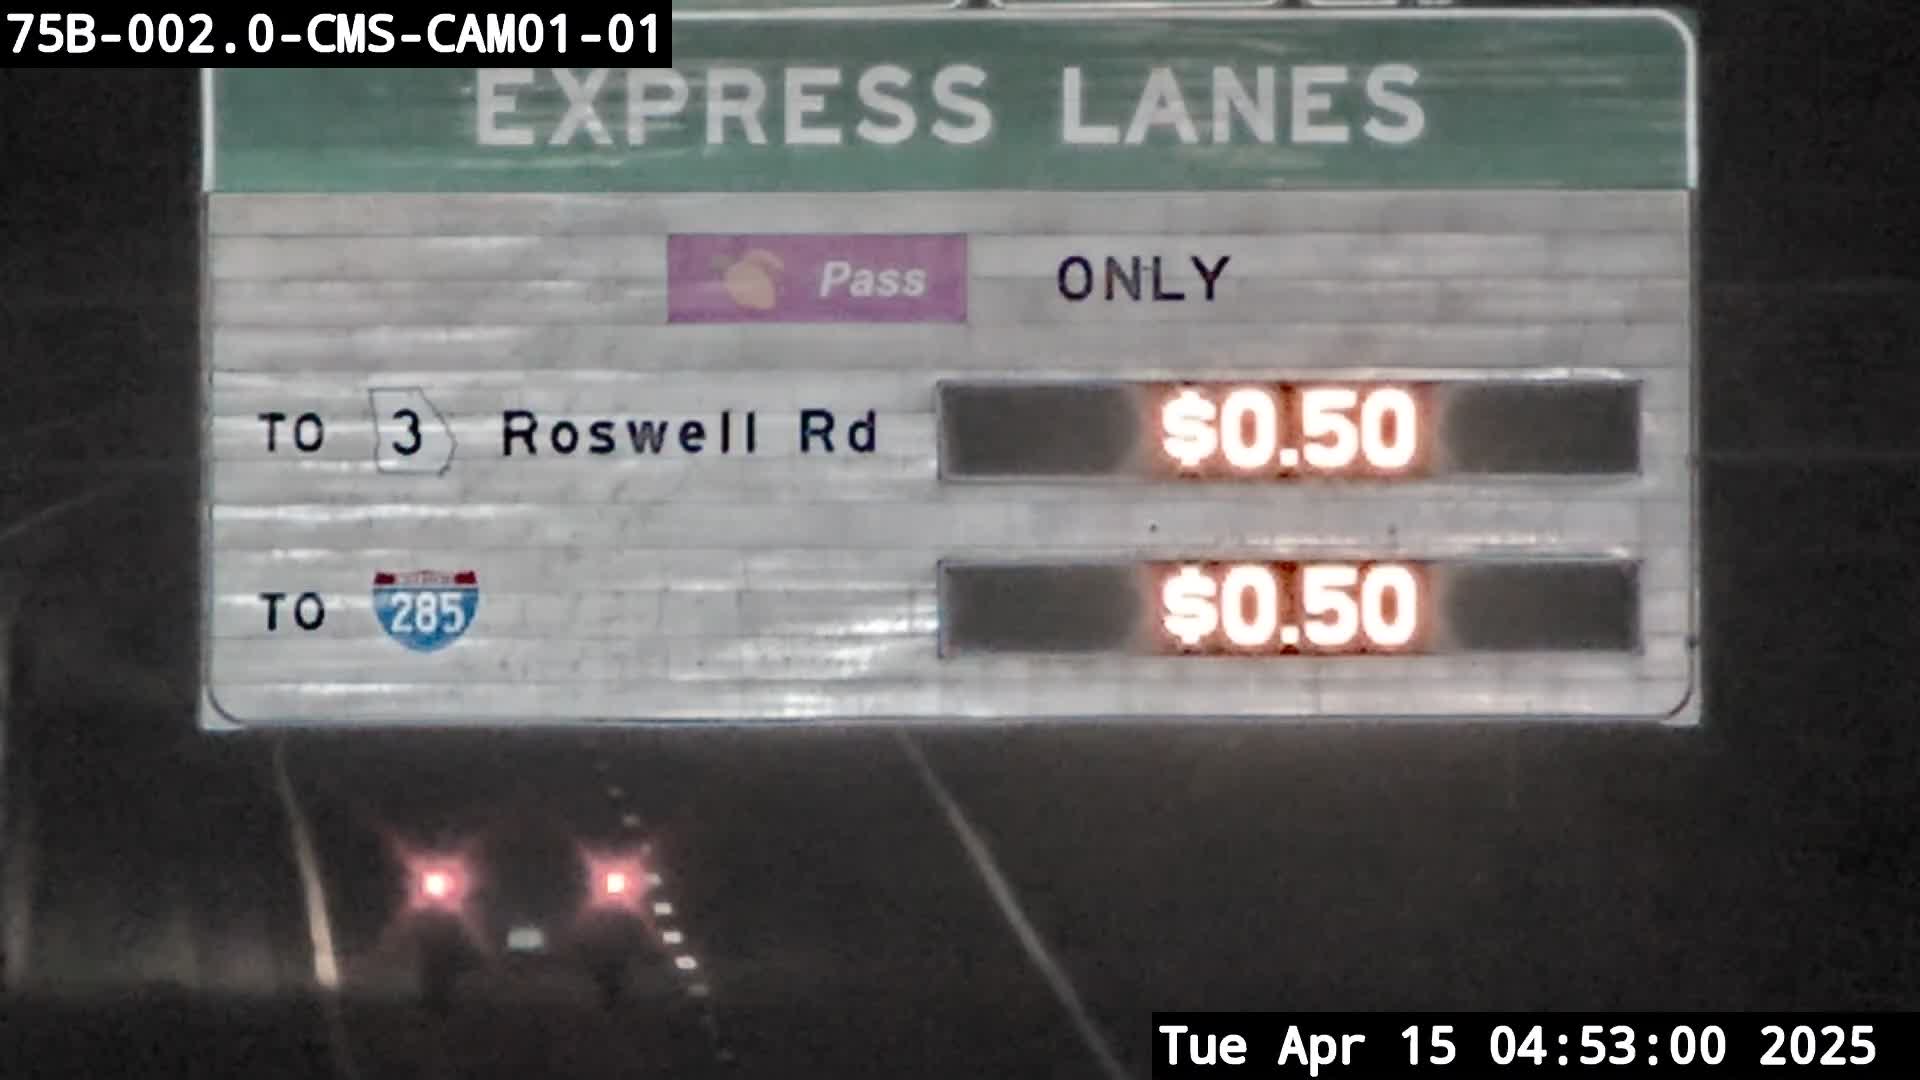 75B-002.0-CMS-CAM01-01
EXPRESS LANES
Pass ONLY
TO 3 Roswell Rd $0.50
TO 285 $0.50
Tue Apr 15 04:53:00 2025